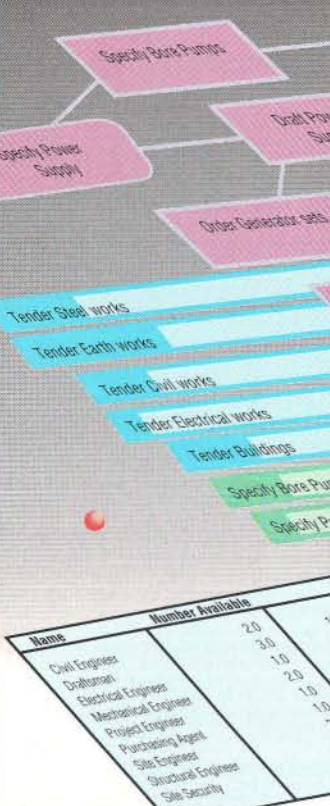 Specify Bore Pumps
Specify Power
Supply
Draft Pow
Su
Order Generator sets
Tender Steel works
Tender Earth works
Tender Civil works
Tender Electrical works
Tender Buildings
Specify Bore Pu
Specify P
Name Number Available
Civil Engineer 2.0
Draftsman 3.0
Electrical Engineer 1.0
Mechanical Engineer 2.0
Project Engineer 1.0
Purchasing Agent 1.0
Site Engineer
Structural Engineer
Site Security